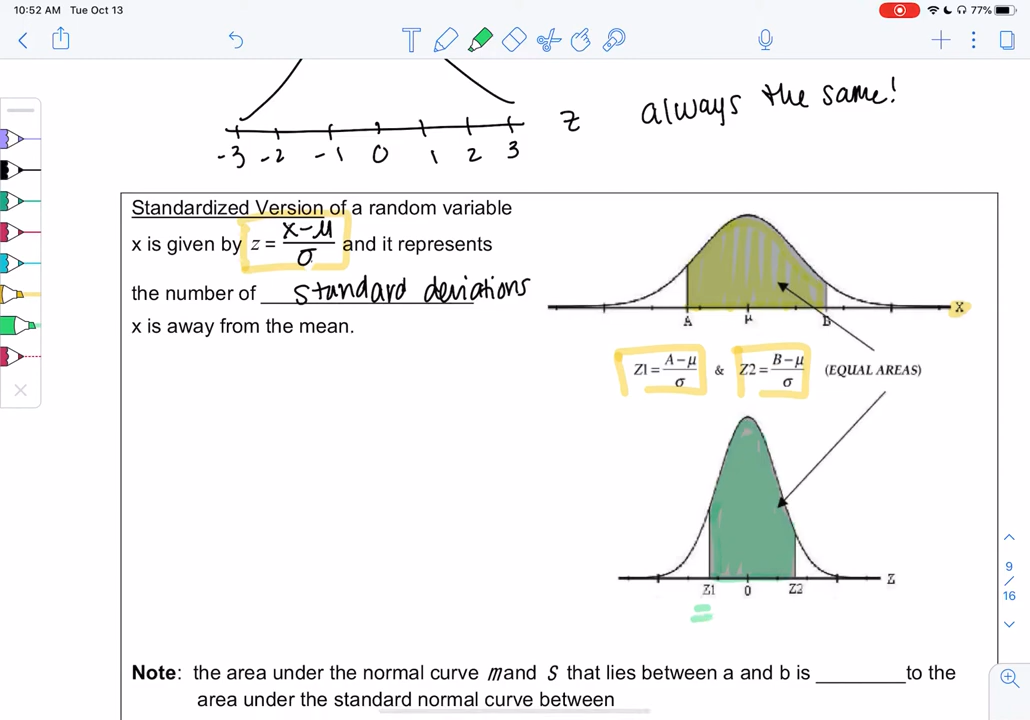 10:52 AM Tue Oct 13
77%
always the same!
z
-3 -2 -1 0 1 2 3
Standardized Version of a random variable
x is given by z = x-μ / σ and it represents
the number of standard deviations
x is away from the mean.
X
A μ B
Z1 = A-μ / σ & Z2 = B-μ / σ (EQUAL AREAS)
Z
Z1 0 Z2
=
9
/
16
Note: the area under the normal curve m and S that lies between a and b is ________ to the
area under the standard normal curve between